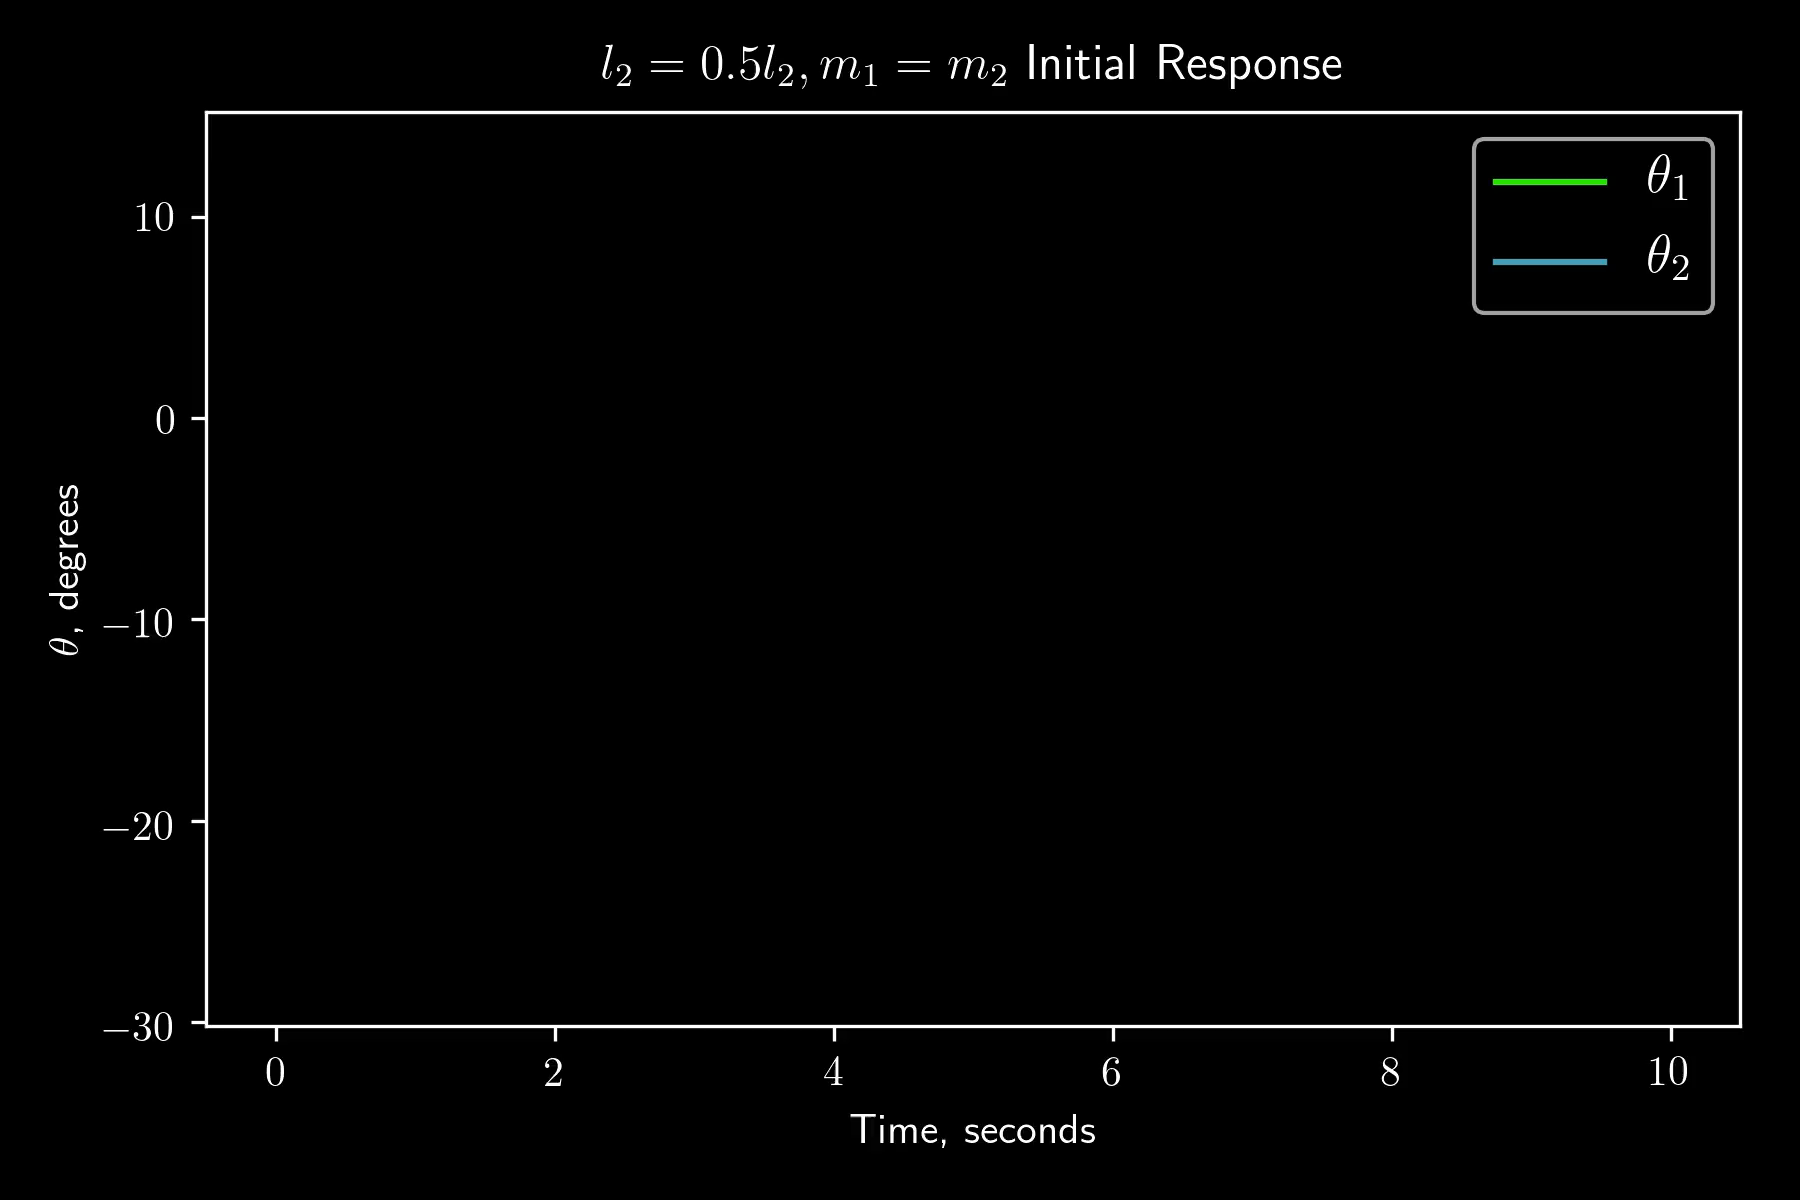 l₂ = 0.5l₂, m₁ = m₂ Initial Response
θ₁
θ₂
10
0
−10
−20
−30
θ, degrees
0 2 4 6 8 10
Time, seconds